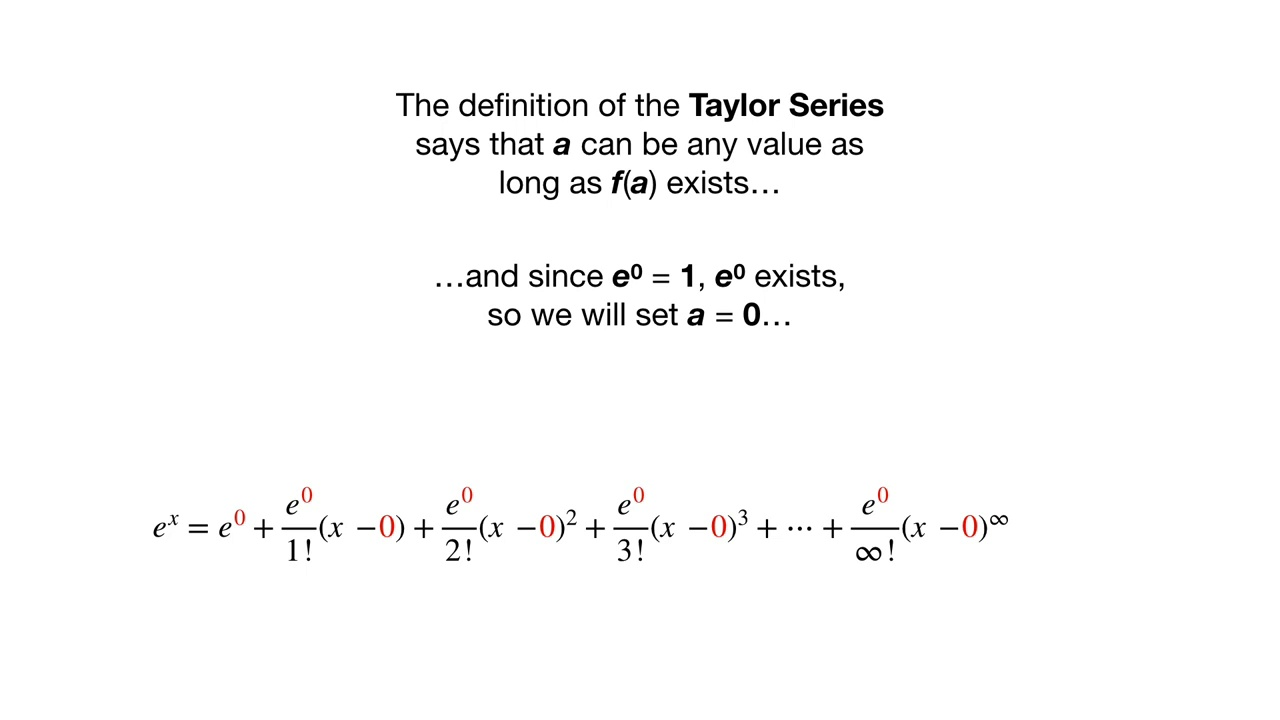 The definition of the Taylor Series
says that a can be any value as
long as f(a) exists…
…and since e⁰ = 1, e⁰ exists,
so we will set a = 0…
eˣ = e⁰ + e⁰/1! (x − 0) + e⁰/2! (x − 0)² + e⁰/3! (x − 0)³ + ⋯ + e⁰/∞! (x − 0)^∞